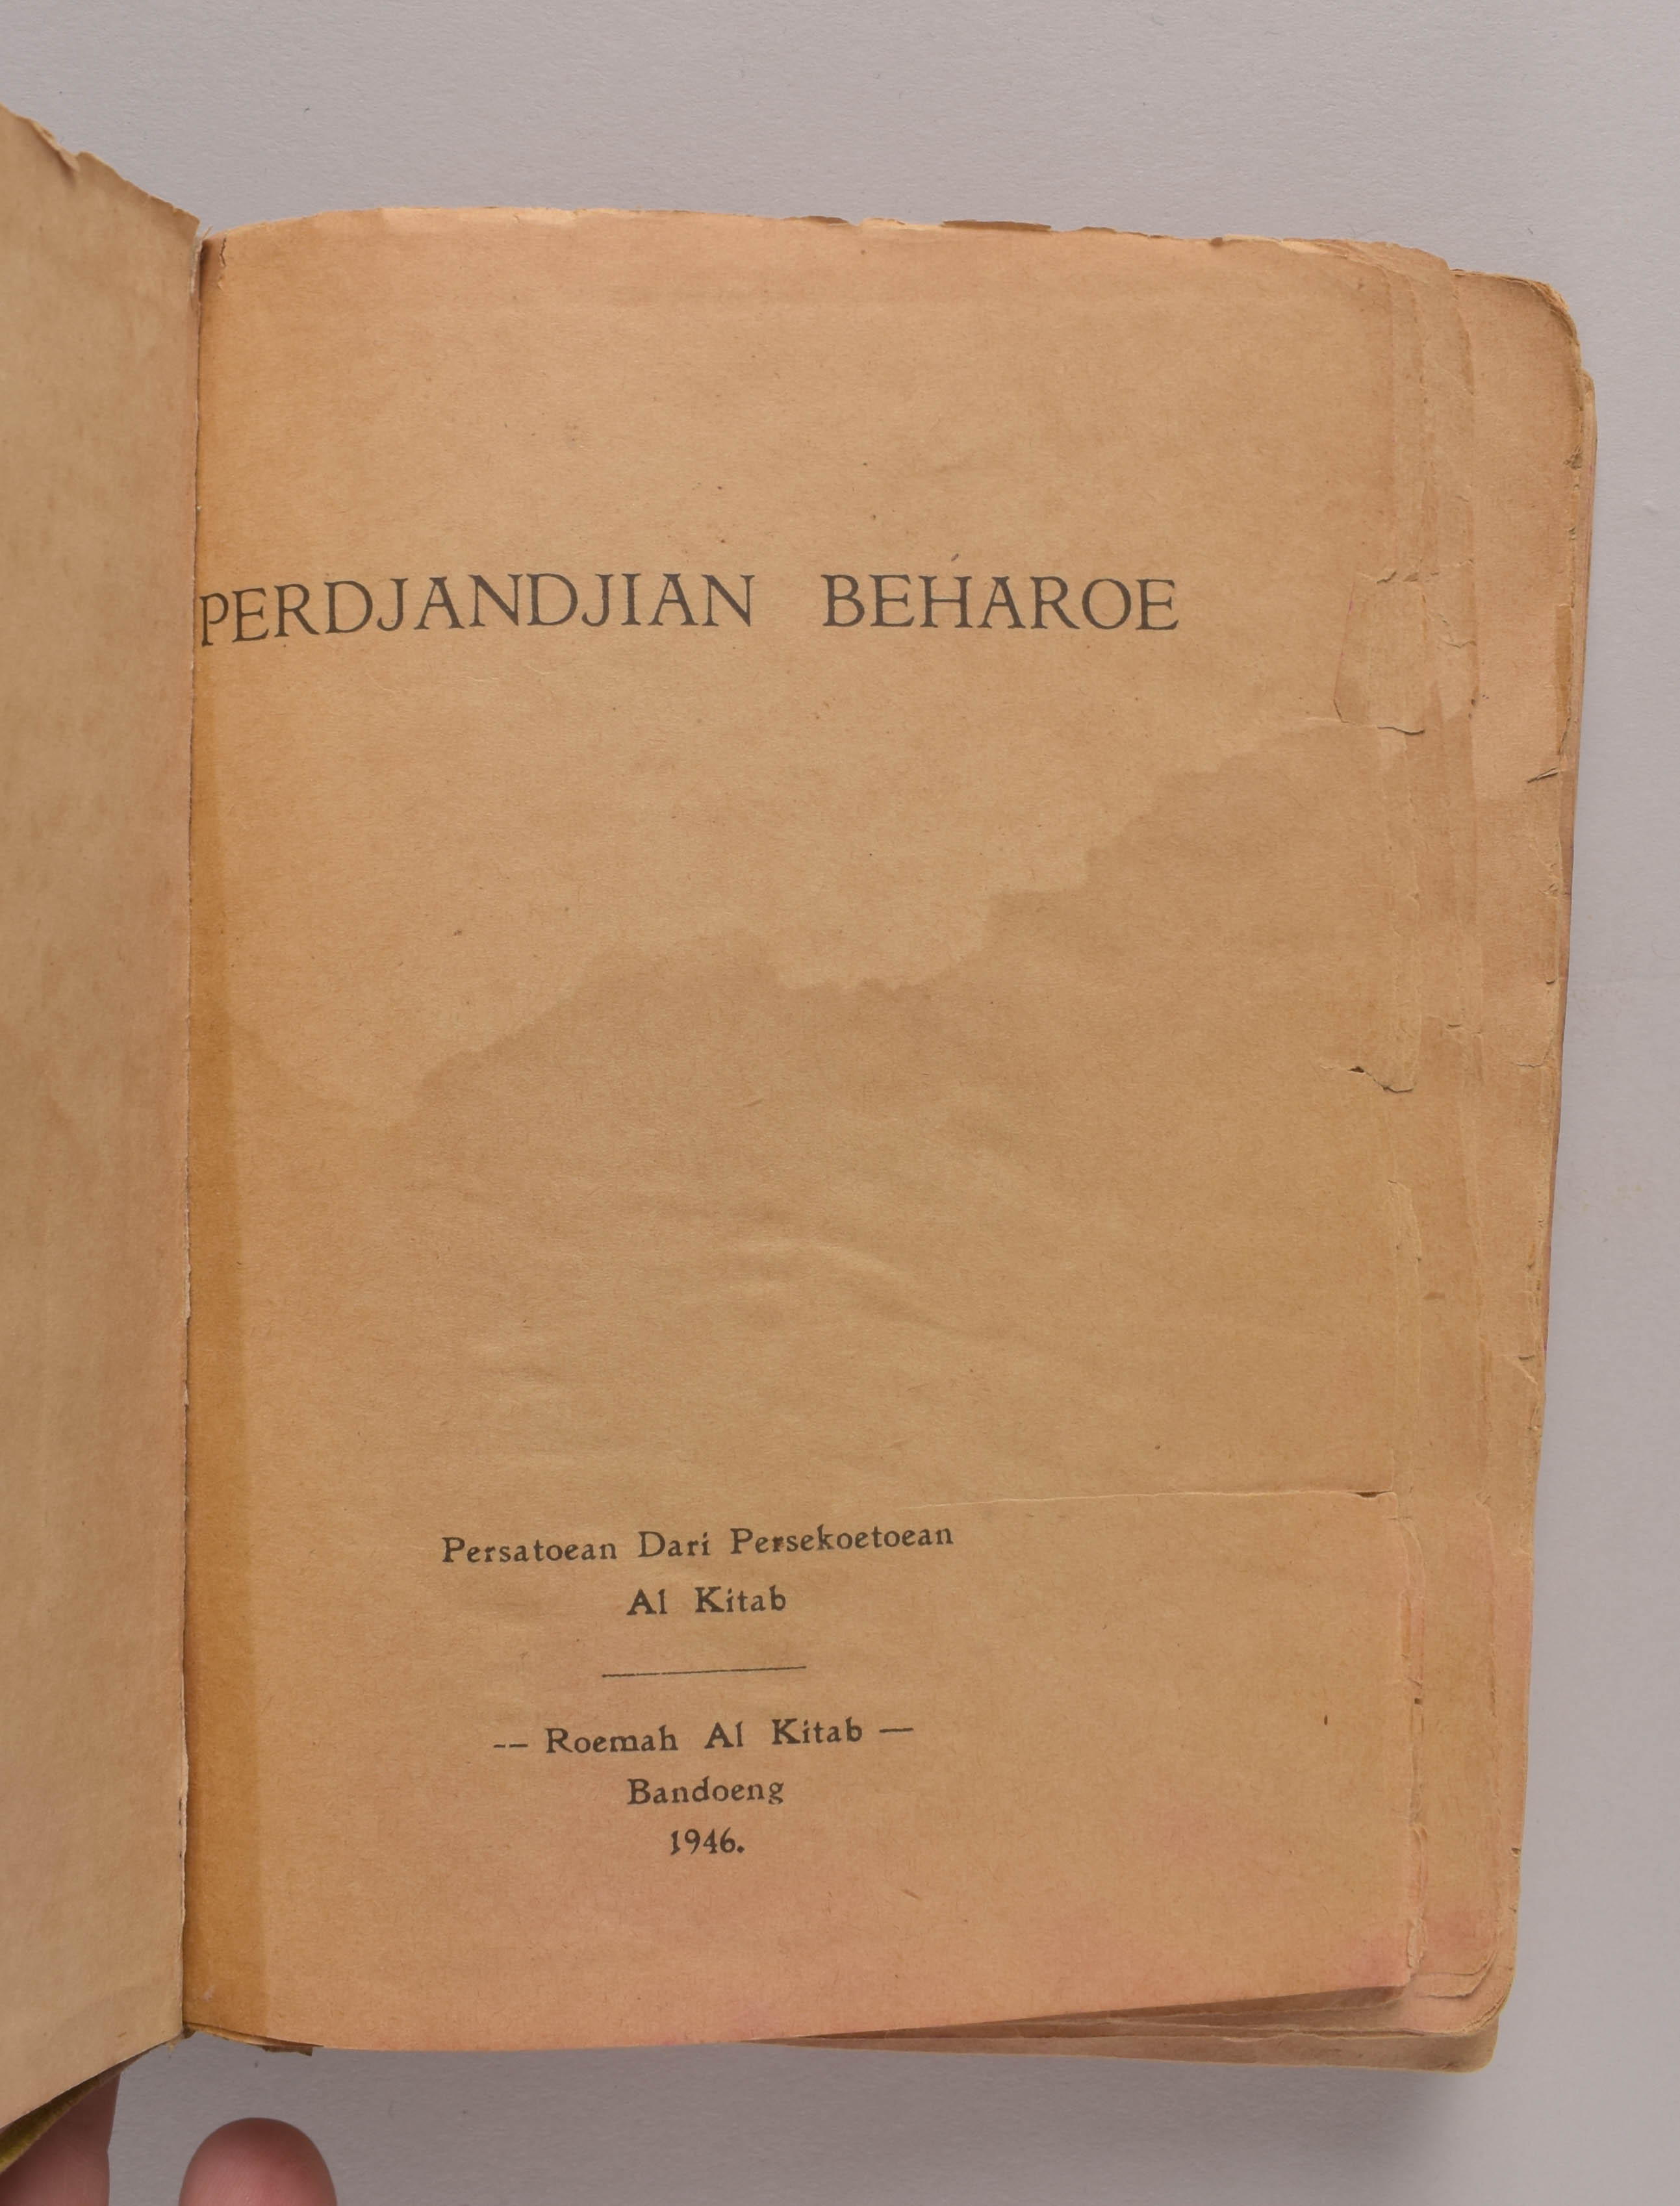 PERDJANDJIAN BEHAROE
Persatoean Dari Persekoetoean
Al Kitab
-- Roemah Al Kitab —
Bandoeng
1946.